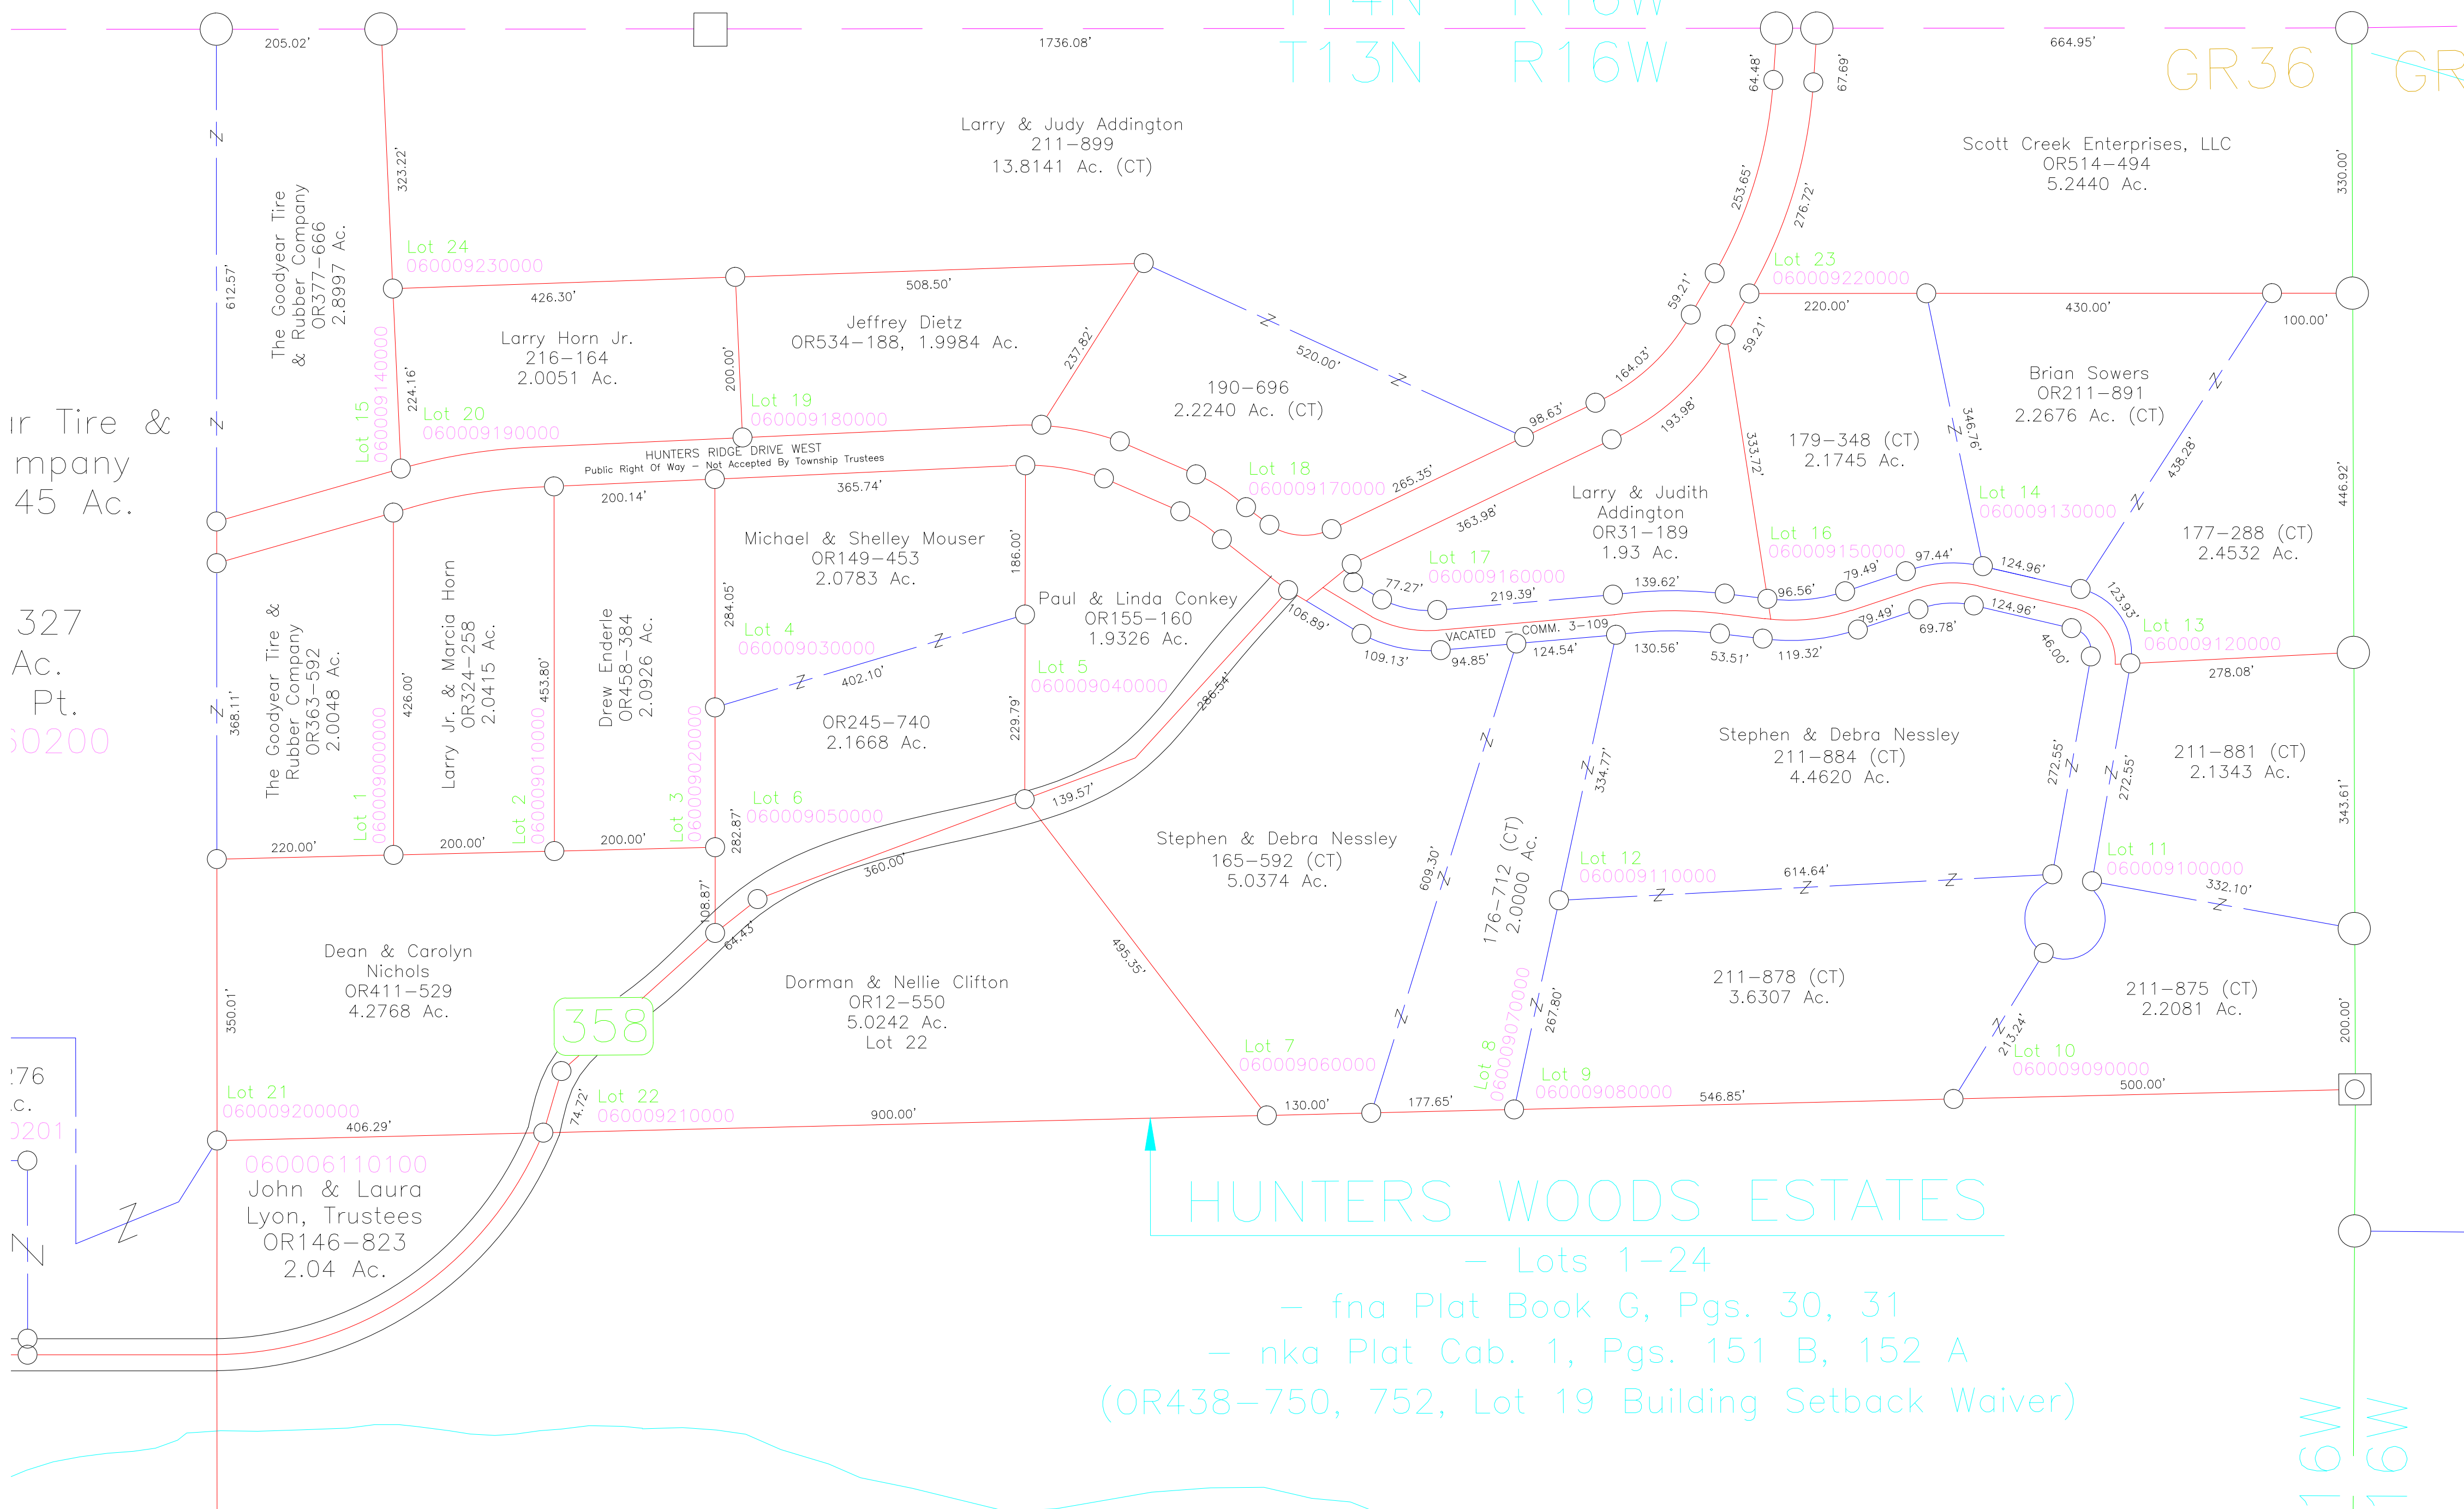 T14N R16W
T13N R16W
GR36
205.02'
1736.08'
664.95'
64.48'
67.69'
Larry & Judy Addington
211-899
13.8141 Ac. (CT)
Scott Creek Enterprises, LLC
OR514-494
5.2440 Ac.
330.00'
323.22'
253.65'
276.72'
The Goodyear Tire
& Rubber Company
OR377-666
2.8997 Ac.
612.57'
Lot 24
060009230000
Lot 23
060009220000
426.30'
508.50'
59.21'
59.21'
220.00'
430.00'
100.00'
Larry Horn Jr.
216-164
2.0051 Ac.
Jeffrey Dietz
OR534-188, 1.9984 Ac.
237.82'
520.00'
164.03'
193.98'
224.16'
200.00'
190-696
2.2240 Ac. (CT)
98.63'
Brian Sowers
OR211-891
2.2676 Ac. (CT)
346.76'
438.28'
446.92'
Lot 15
060009140000
Lot 20
060009190000
Lot 19
060009180000
ar Tire &
ompany
45 Ac.
HUNTERS RIDGE DRIVE WEST
Public Right Of Way - Not Accepted By Township Trustees
Lot 18
060009170000
265.35'
333.72'
179-348 (CT)
2.1745 Ac.
363.98'
Larry & Judith
Addington
OR31-189
1.93 Ac.
Lot 14
060009130000
200.14'
365.74'
186.00'
Michael & Shelley Mouser
OR149-453
2.0783 Ac.
177-288 (CT)
2.4532 Ac.
Lot 16
060009150000
Lot 17
060009160000
77.27'
219.39'
139.62'
96.56'
79.49'
97.44'
124.96'
123.93'
327
Ac.
Pt.
60200
368.11'
The Goodyear Tire &
Rubber Company
OR363-592
2.0048 Ac.
426.00'
Larry Jr. & Marcia Horn
OR324-258
2.0415 Ac.
453.80'
Drew Enderle
OR458-384
2.0926 Ac.
284.05'
Lot 4
060009030000
Paul & Linda Conkey
OR155-160
1.9326 Ac.
106.89'
VACATED - COMM. 3-109
109.13'
94.85'
124.54'
130.56'
53.51'
119.32'
79.49'
69.78'
124.96'
46.00'
Lot 13
060009120000
278.08'
402.10'
Lot 5
060009040000
286.54'
OR245-740
2.1668 Ac.
229.79'
Stephen & Debra Nessley
211-884 (CT)
4.4620 Ac.
334.77'
272.55'
272.55'
211-881 (CT)
2.1343 Ac.
343.61'
Lot 1
060009000000
Lot 2
060009010000
Lot 3
060009020000
Lot 6
060009050000
139.57'
220.00'
200.00'
200.00'
282.87'
360.00'
Stephen & Debra Nessley
165-592 (CT)
5.0374 Ac.
609.30'
176-712 (CT)
2.0000 Ac.
Lot 12
060009110000
614.64'
Lot 11
060009100000
332.10'
108.87'
64.43'
495.35'
Dean & Carolyn
Nichols
OR411-529
4.2768 Ac.
350.01'
Dorman & Nellie Clifton
OR12-550
5.0242 Ac.
Lot 22
358
267.80'
211-878 (CT)
3.6307 Ac.
211-875 (CT)
2.2081 Ac.
213.24'
200.00'
276
Ac.
0201
Lot 21
060009200000
74.72'
Lot 22
060009210000
Lot 7
060009060000
Lot 8
060009070000
Lot 9
060009080000
Lot 10
060009090000
406.29'
900.00'
130.00'
177.65'
546.85'
500.00'
060006110100
John & Laura
Lyon, Trustees
OR146-823
2.04 Ac.
HUNTERS WOODS ESTATES
- Lots 1-24
- fna Plat Book G, Pgs. 30, 31
- nka Plat Cab. 1, Pgs. 151 B, 152 A
(OR438-750, 752, Lot 19 Building Setback Waiver)
16W
16W